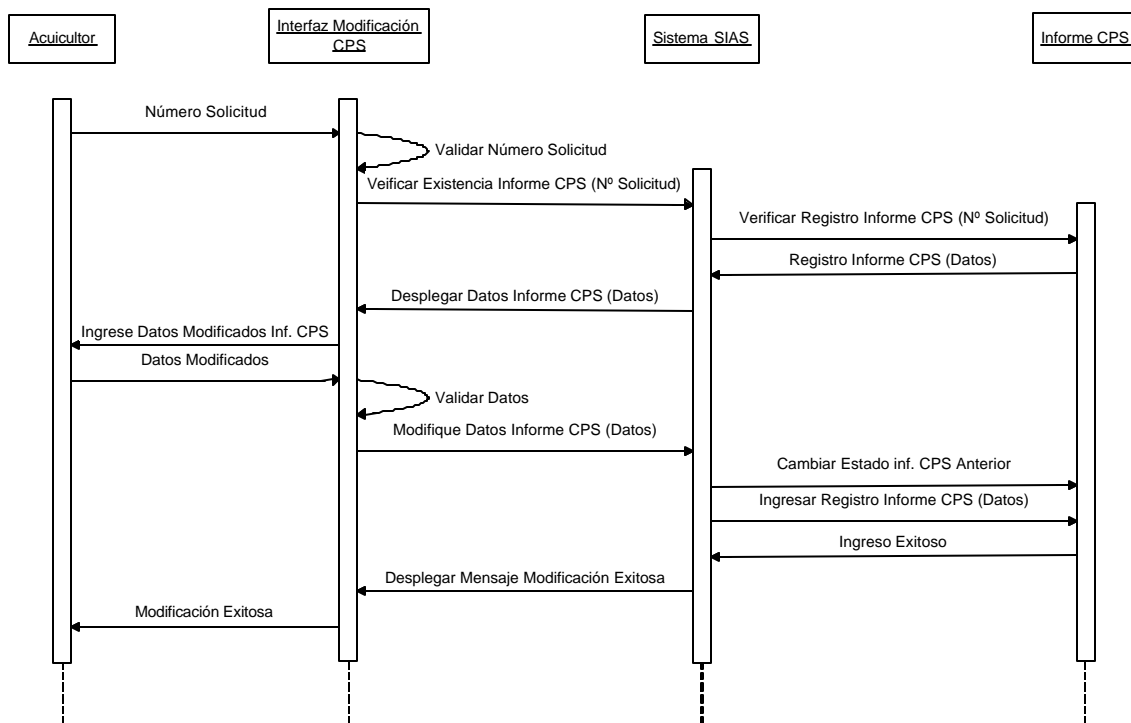 Acuicultor
Interfaz Modificación
CPS
Sistema SIAS
Informe CPS
Número Solicitud
Validar Número Solicitud
Veificar Existencia Informe CPS (Nº Solicitud)
Verificar Registro Informe CPS (Nº Solicitud)
Registro Informe CPS (Datos)
Desplegar Datos Informe CPS (Datos)
Ingrese Datos Modificados Inf. CPS
Datos Modificados
Validar Datos
Modifique Datos Informe CPS (Datos)
Cambiar Estado inf. CPS Anterior
Ingresar Registro Informe CPS (Datos)
Ingreso Exitoso
Desplegar Mensaje Modificación Exitosa
Modificación Exitosa